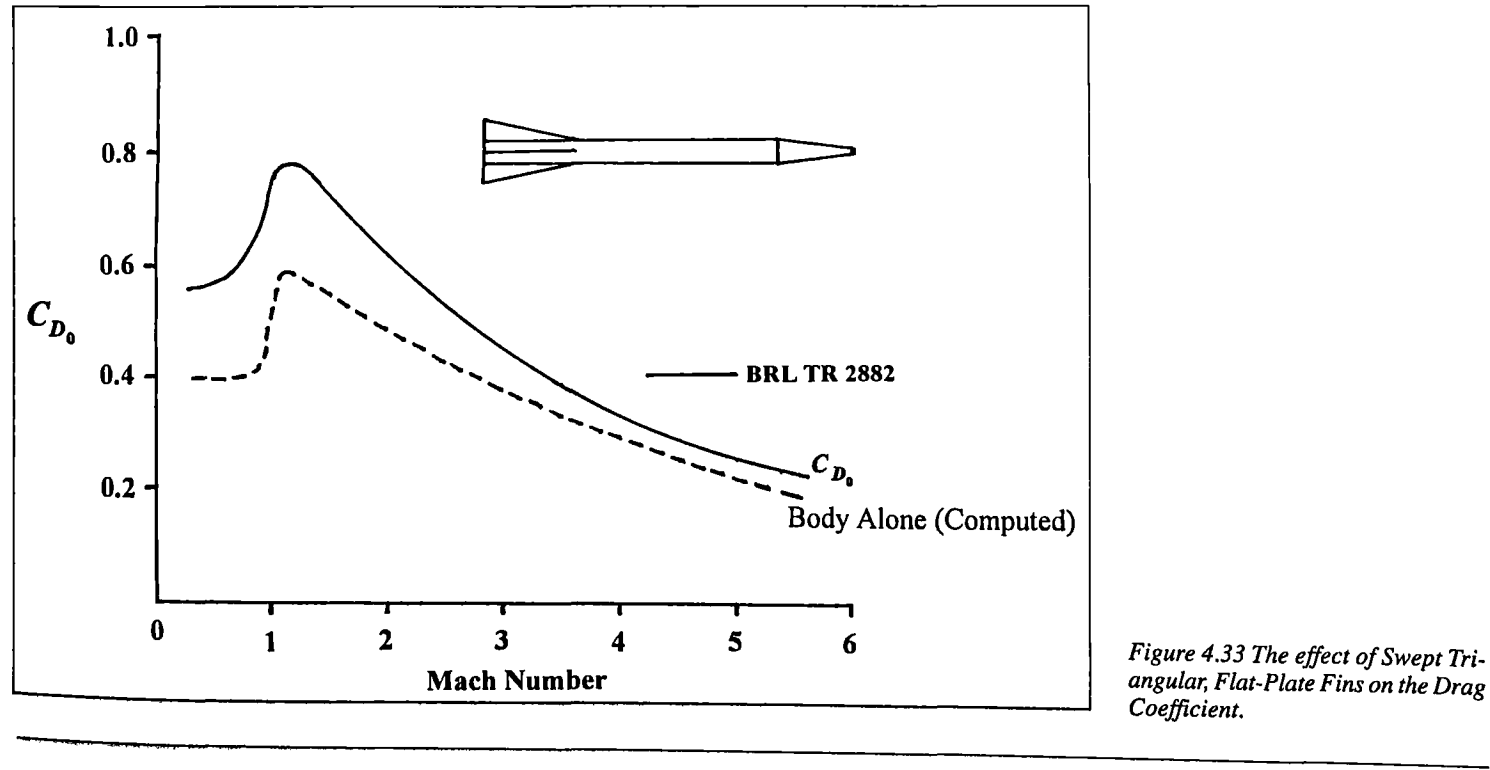 1.0
0.8
0.6
C_{D_0}
0.4
BRL TR 2882
C_{D_0}
0.2
Body Alone (Computed)
0 1 2 3 4 5 6
Mach Number
Figure 4.33 The effect of Swept Tri-
angular, Flat-Plate Fins on the Drag
Coefficient.